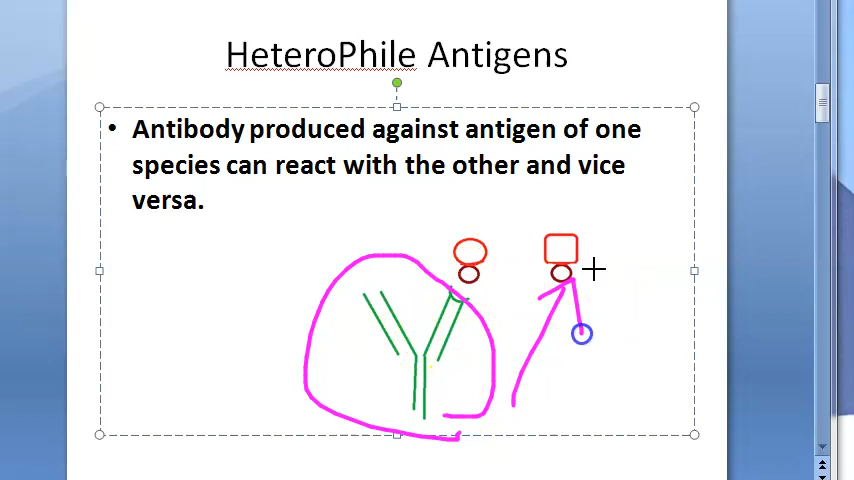 HeteroPhile Antigens
• Antibody produced against antigen of one
species can react with the other and vice
versa.